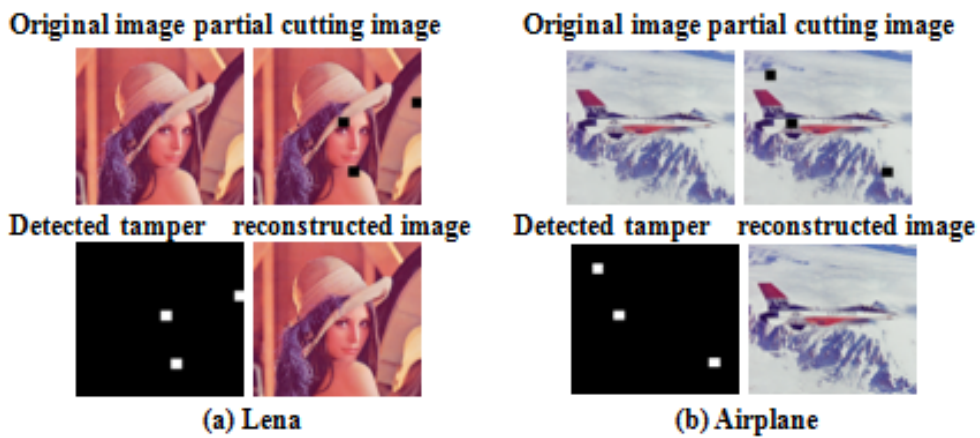 Original image partial cutting image
Original image partial cutting image
Detected tamper reconstructed image
Detected tamper reconstructed image
(a) Lena
(b) Airplane